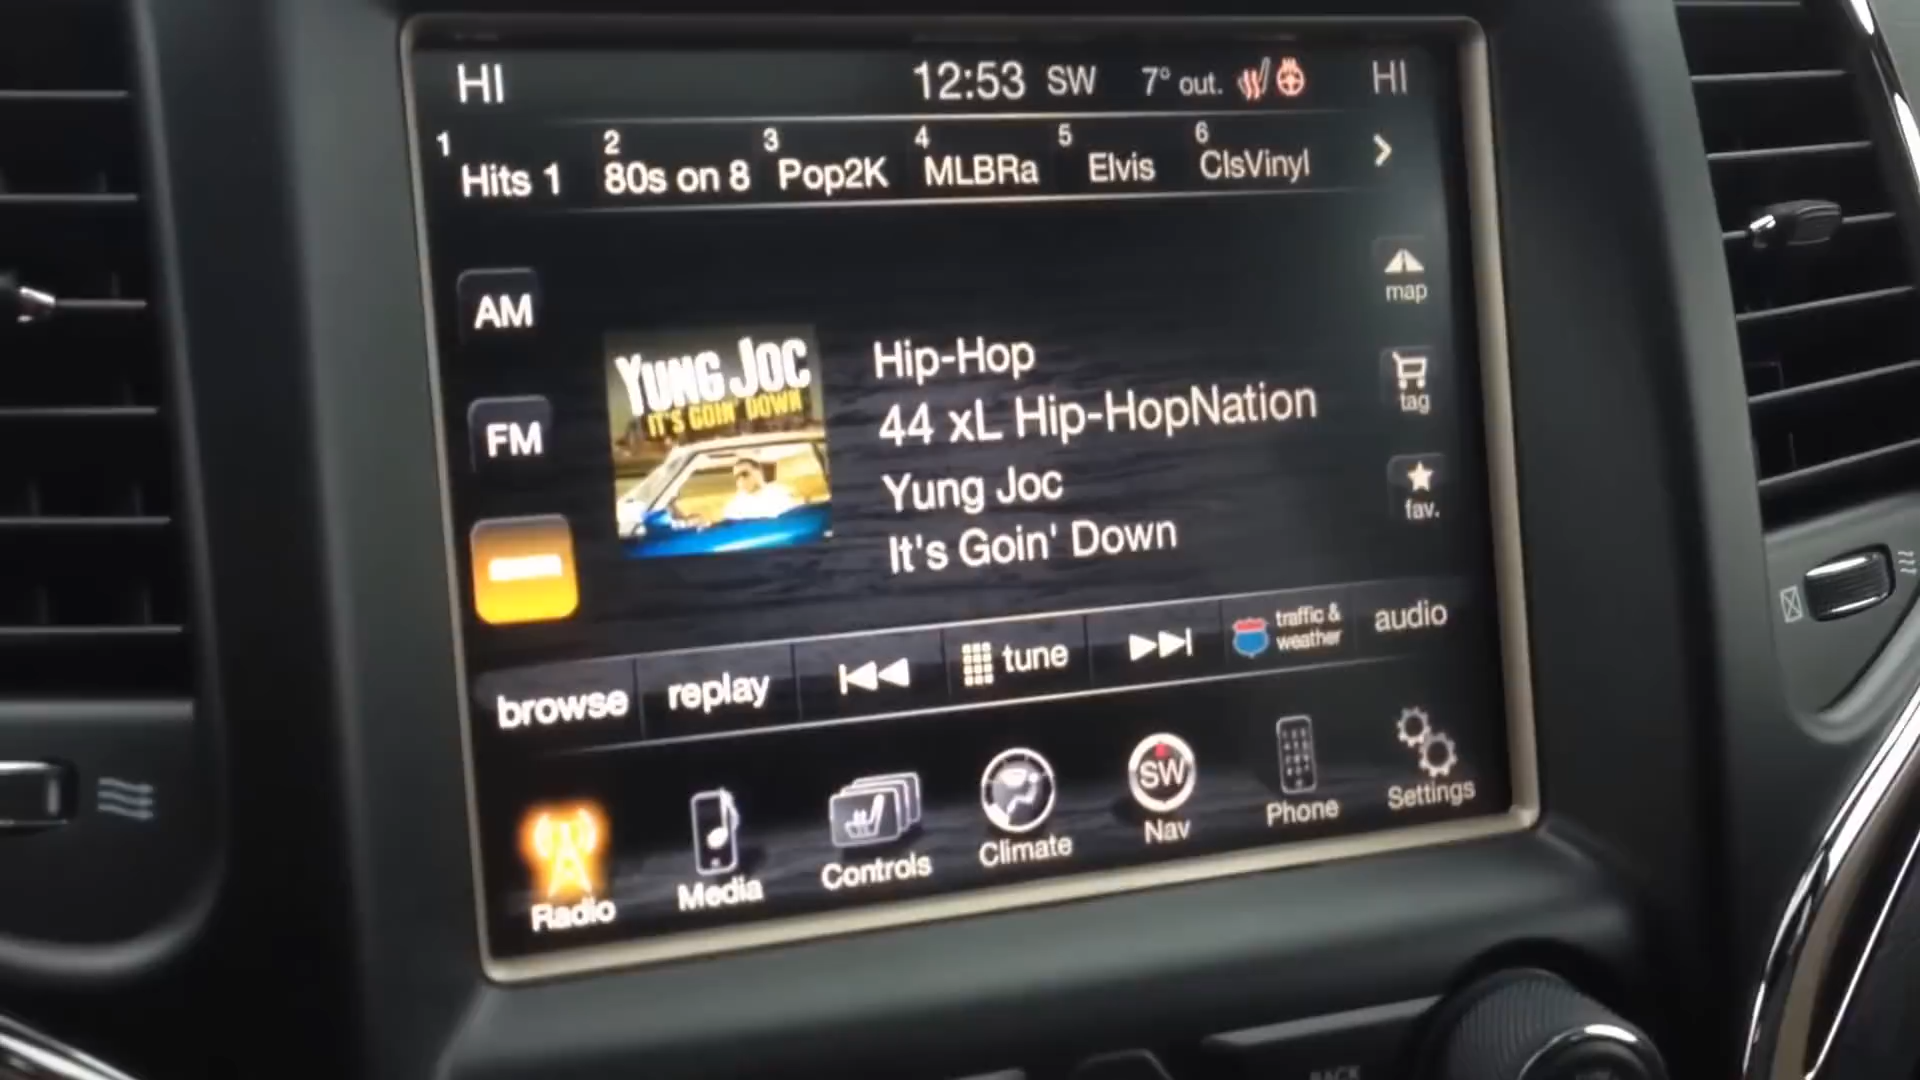 HI 12:53 SW 7° out. HI
1 Hits 1 2 80s on 8 3 Pop2K 4 MLBRa 5 Elvis 6 ClsVinyl
AM
FM
YUNG JOC
IT'S GOIN' DOWN
Hip-Hop
44 xL Hip-HopNation
Yung Joc
It's Goin' Down
map
tag
fav.
browse replay tune traffic & weather audio
Radio Media Controls Climate SW Nav Phone Settings
BACK